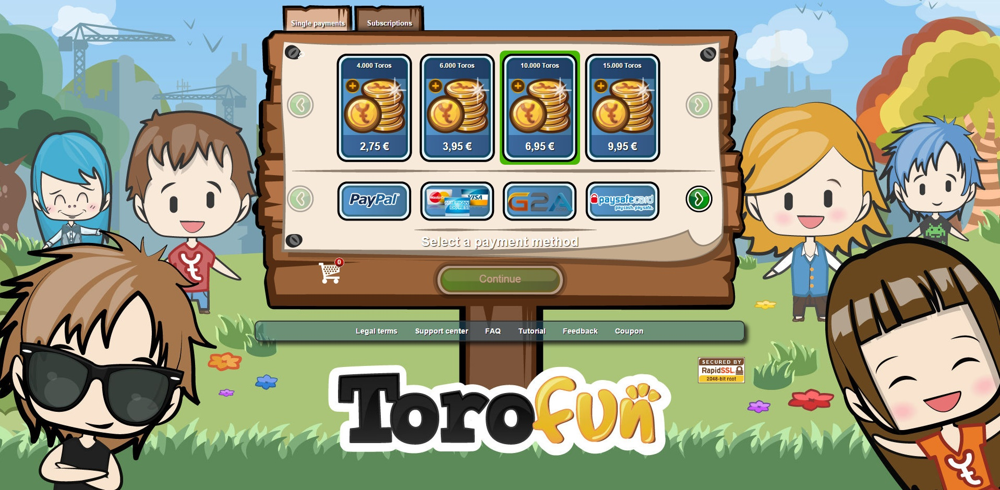 Single payments
Subscriptions
4.000 Toros
6.000 Toros
10.000 Toros
15.000 Toros
2,75 €
3,95 €
6,95 €
9,95 €
PayPal
MasterCard
VISA
AMERICAN
EXPRESS
G2A
paysafecard
pay cash. pay safe.
Select a payment method
0
Continue
Legal terms
Support center
FAQ
Tutorial
Feedback
Coupon
SECURED BY
RapidSSL.
2048-bit root
Torofun